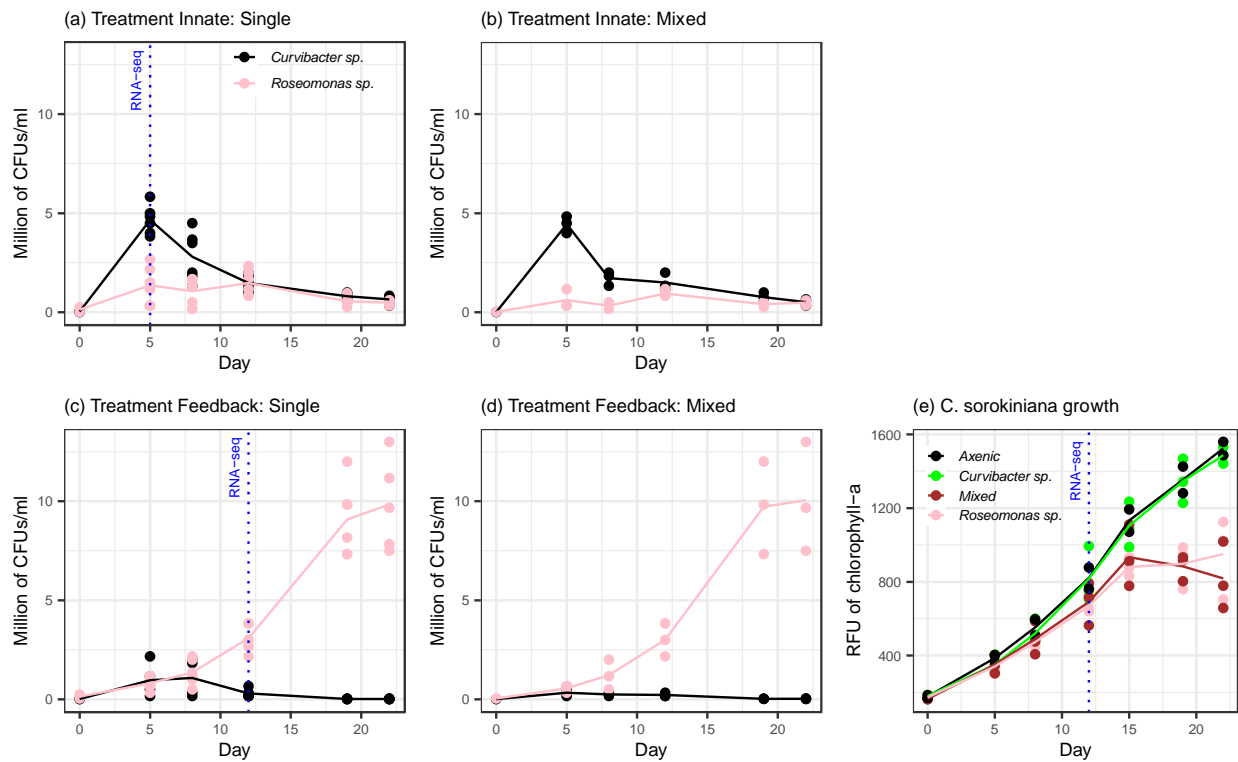 (a) Treatment Innate: Single
(b) Treatment Innate: Mixed
Million of CFUs/ml
10
5
0
RNA−seq
Curvibacter sp.
Roseomonas sp.
0 5 10 15 20
Day
Million of CFUs/ml
10
5
0
0 5 10 15 20
Day
(c) Treatment Feedback: Single
(d) Treatment Feedback: Mixed
(e) C. sorokiniana growth
Million of CFUs/ml
10
5
0
RNA−seq
0 5 10 15 20
Day
Million of CFUs/ml
10
5
0
0 5 10 15 20
Day
RFU of chlorophyll−a
1600
1200
800
400
Axenic
Curvibacter sp.
Mixed
Roseomonas sp.
RNA−seq
0 5 10 15 20
Day